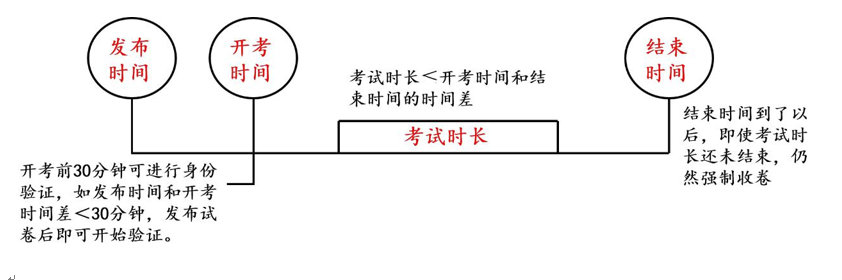 发布
时间
开考
时间
结束
时间
考试时长＜开考时间和结
束时间的时间差
考试时长
结束时间到了以
后，即使考试时
长还未结束，仍
然强制收卷
开考前30分钟可进行身份
验证，如发布时间和开考
时间差＜30分钟，发布试
卷后即可开始验证。